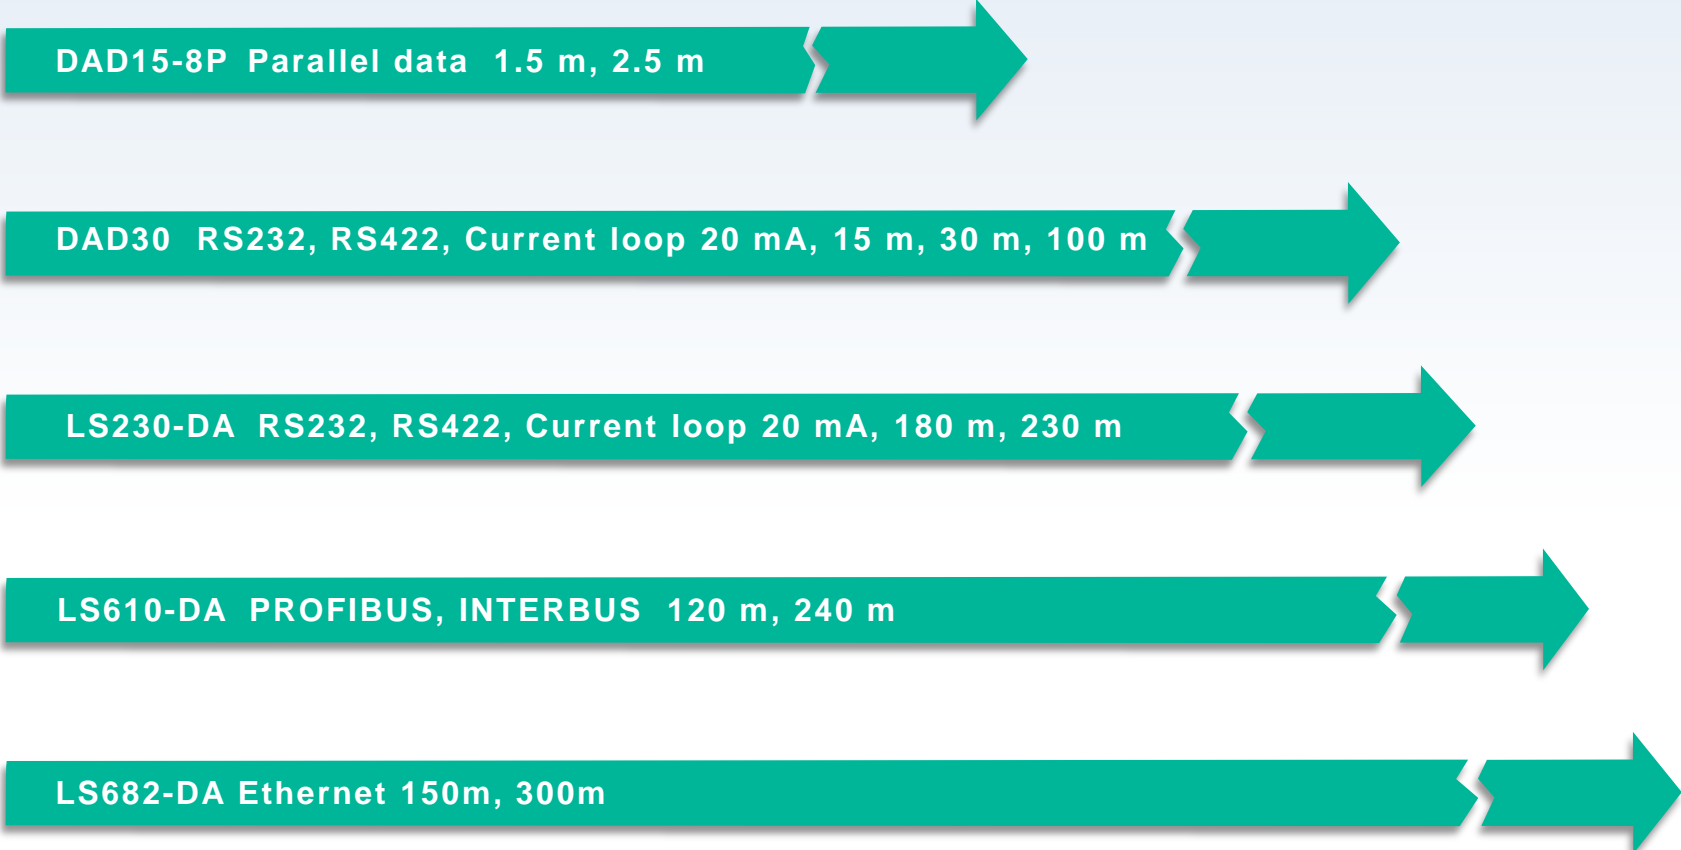 DAD15-8P Parallel data 1.5 m, 2.5 m
DAD30 RS232, RS422, Current loop 20 mA, 15 m, 30 m, 100 m
LS230-DA RS232, RS422, Current loop 20 mA, 180 m, 230 m
LS610-DA PROFIBUS, INTERBUS 120 m, 240 m
LS682-DA Ethernet 150m, 300m